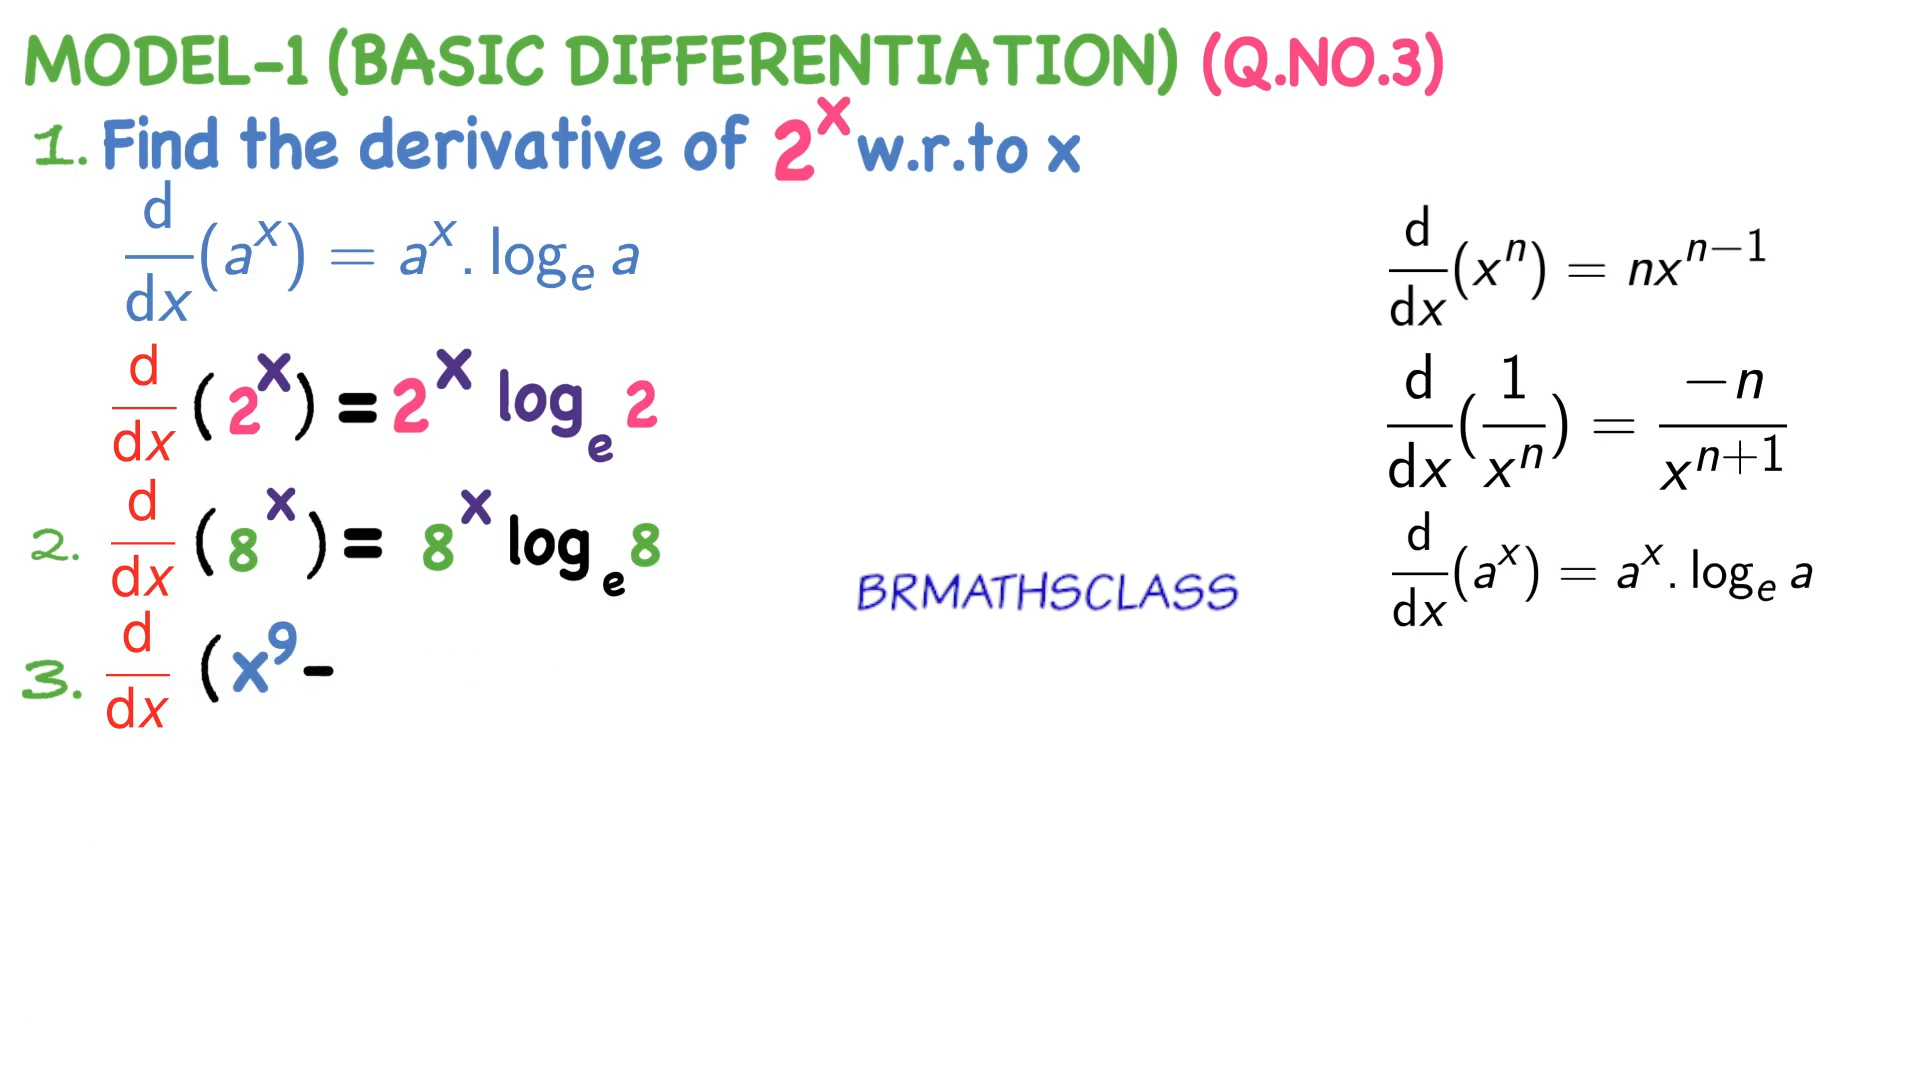 MODEL-1 (BASIC DIFFERENTIATION) (Q.NO.3)
1. Find the derivative of 2^x w.r.to x
d/dx (a^x) = a^x . log_e a
d/dx (2^x) = 2^x log_e 2
2. d/dx (8^x) = 8^x log_e 8
3. d/dx (x^9 -
d/dx (x^n) = nx^{n-1}
d/dx (1/x^n) = -n/x^{n+1}
d/dx (a^x) = a^x . log_e a
BRMATHSCLASS